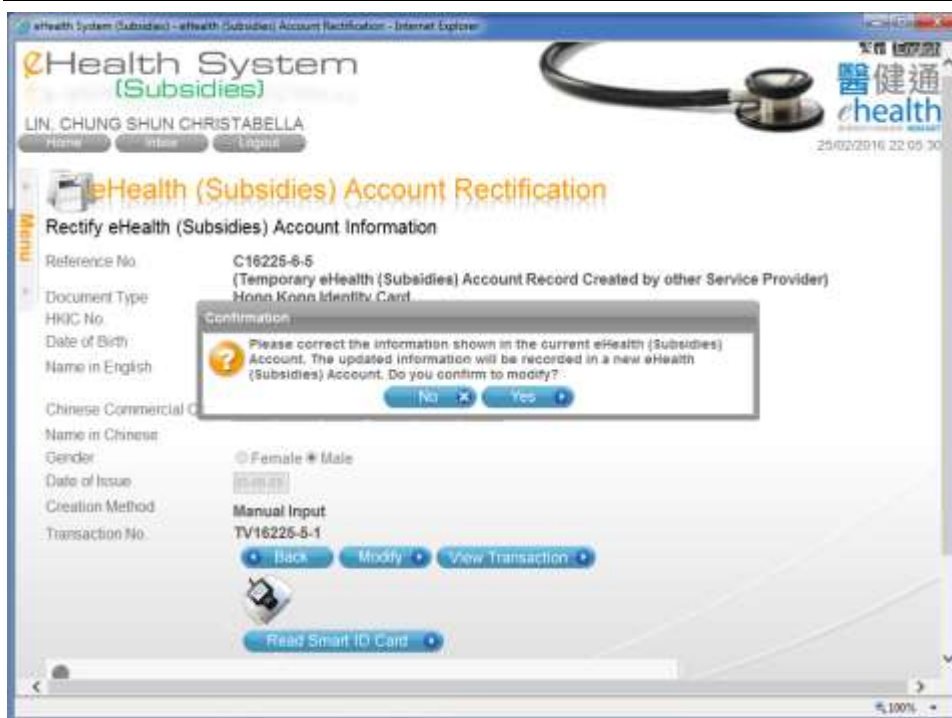 eHealth System (Subsidies) - eHealth (Subsidies) Account Rectification - Internet Explorer
eHealth System
(Subsidies)
繁體
醫健通
ehealth
LIN, CHUNG SHUN CHRISTABELLA
Home Inbox Logout
25/02/2016 22:05:30
Menu
eHealth (Subsidies) Account Rectification
Rectify eHealth (Subsidies) Account Information
Reference No. C16225-6-5
(Temporary eHealth (Subsidies) Account Record Created by other Service Provider)
Document Type Hong Kong Identity Card
HKIC No.
Confirmation
Date of Birth
Please correct the information shown in the current eHealth (Subsidies)
Account. The updated information will be recorded in a new eHealth
(Subsidies) Account. Do you confirm to modify?
Name in English
No Yes
Chinese Commercial C
Name in Chinese
Gender Female Male
Date of Issue
Creation Method Manual Input
Transaction No. TV16225-5-1
Back Modify View Transaction
Read Smart ID Card
100%